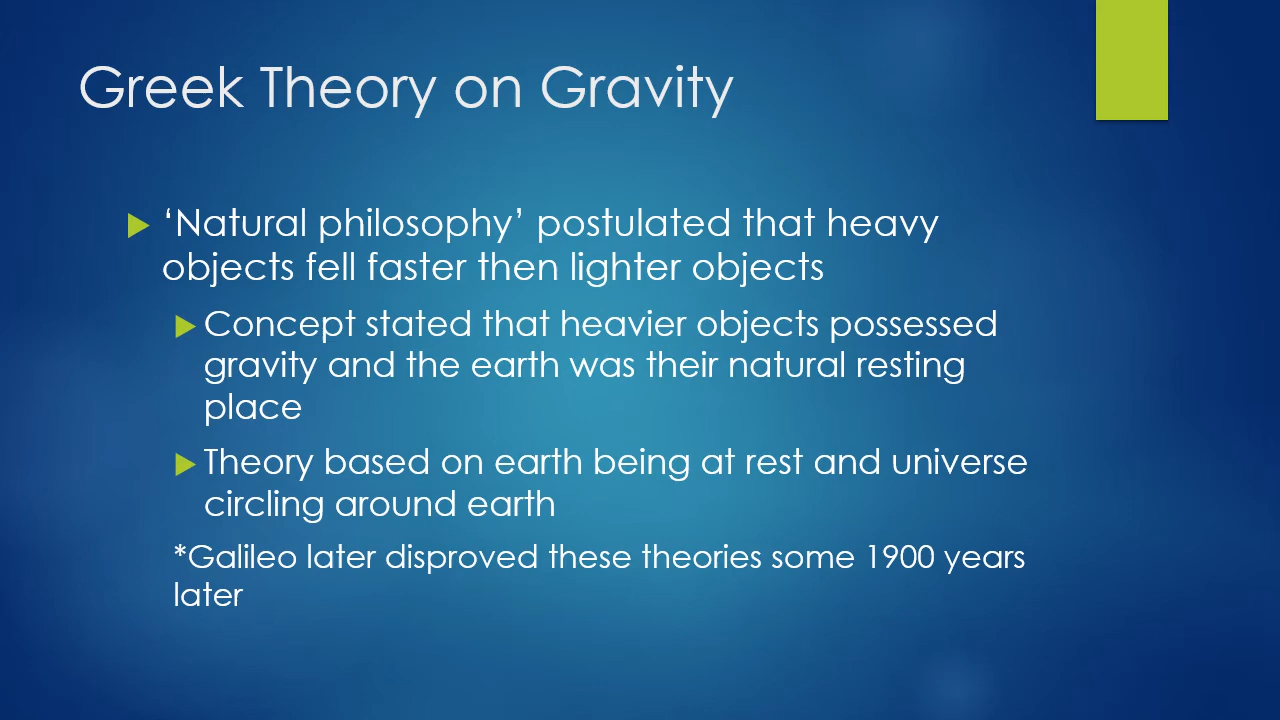 Greek Theory on Gravity
‘Natural philosophy’ postulated that heavy
objects fell faster then lighter objects
Concept stated that heavier objects possessed
gravity and the earth was their natural resting
place
Theory based on earth being at rest and universe
circling around earth
*Galileo later disproved these theories some 1900 years
later